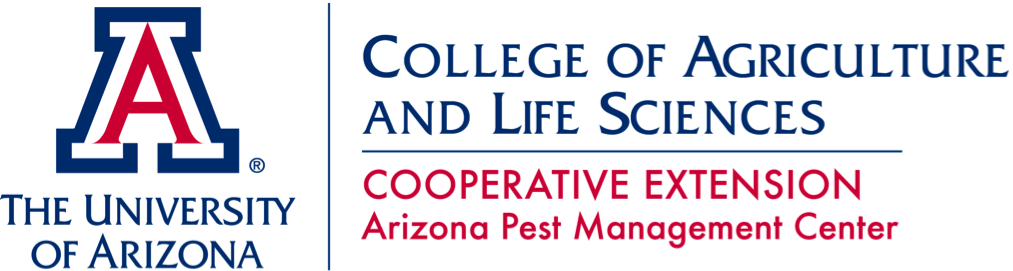 A
®
THE UNIVERSITY
OF ARIZONA
COLLEGE OF AGRICULTURE
AND LIFE SCIENCES
COOPERATIVE EXTENSION
Arizona Pest Management Center